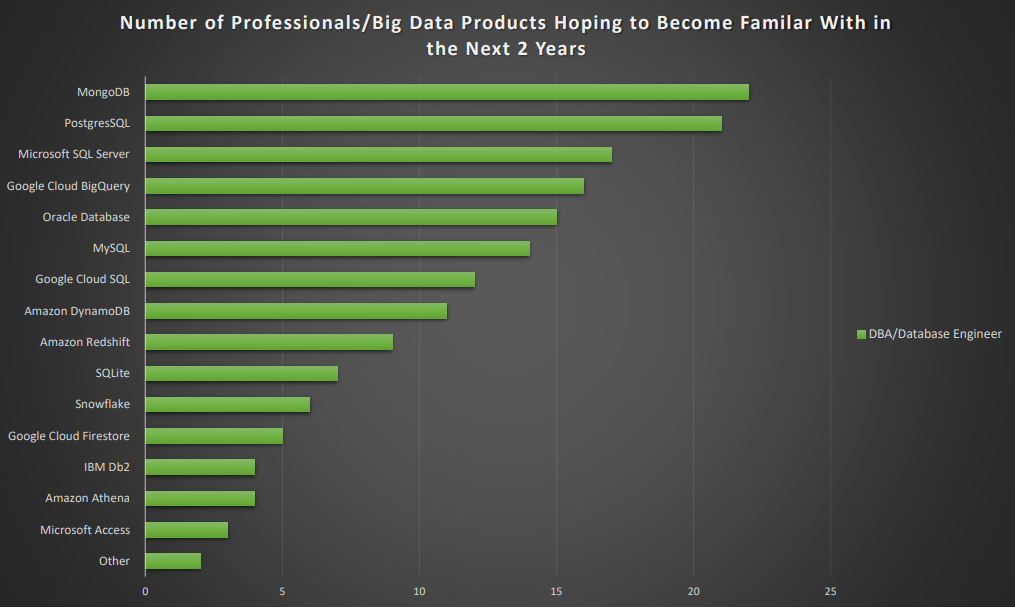 Number of Professionals/Big Data Products Hoping to Become Familar With in
the Next 2 Years
MongoDB
PostgresSQL
Microsoft SQL Server
Google Cloud BigQuery
Oracle Database
MySQL
Google Cloud SQL
Amazon DynamoDB
Amazon Redshift
SQLite
Snowflake
Google Cloud Firestore
IBM Db2
Amazon Athena
Microsoft Access
Other
0 5 10 15 20 25
DBA/Database Engineer